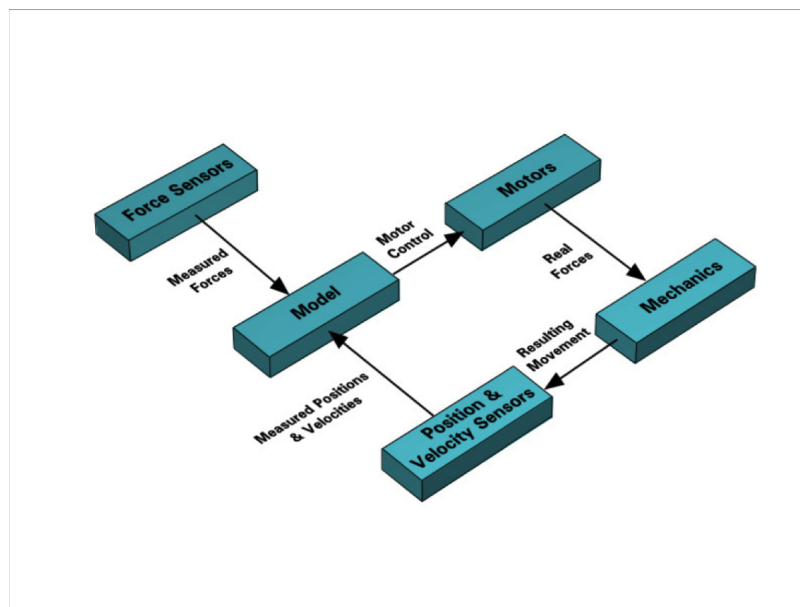 Force Sensors
Measured
Forces
Model
Motor
Control
Motors
Real
Forces
Mechanics
Resulting
Movement
Position &
Velocity Sensors
Measured Positions
& Velocities